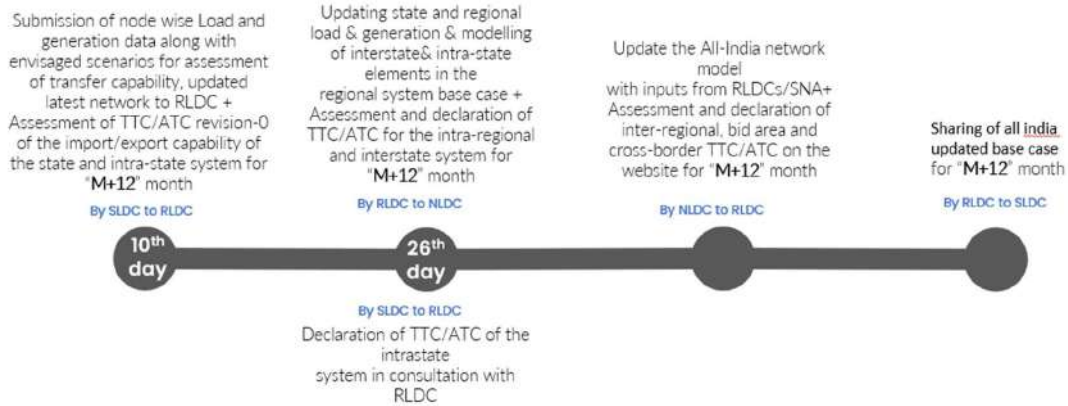 Submission of node wise Load and
generation data along with
envisaged scenarios for assessment
of transfer capability, updated
latest network to RLDC +
Assessment of TTC/ATC revision-0
of the import/export capability of
the state and intra-state system for
"M+12" month
By SLDC to RLDC
10th
day
Updating state and regional
load & generation & modelling
of interstate& intra-state
elements in the
regional system base case +
Assessment and declaration of
TTC/ATC for the intra-regional
and interstate system for
"M+12" month
By RLDC to NLDC
26th
day
By SLDC to RLDC
Declaration of TTC/ATC of the
intrastate
system in consultation with
RLDC
Update the All-India network
model
with inputs from RLDCs/SNA+
Assessment and declaration of
inter-regional, bid area and
cross-border TTC/ATC on the
website for "M+12" month
By NLDC to RLDC
Sharing of all india
updated base case
for "M+12" month
By RLDC to SLDC